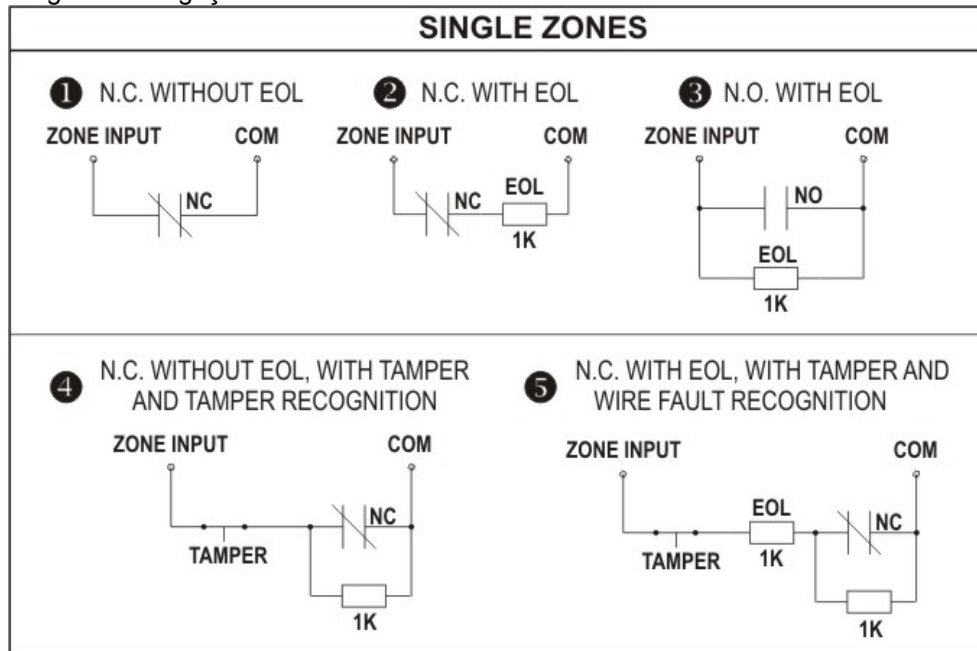 SINGLE ZONES
1 N.C. WITHOUT EOL
ZONE INPUT COM
NC
2 N.C. WITH EOL
ZONE INPUT COM
NC EOL
1K
3 N.O. WITH EOL
ZONE INPUT COM
NO
EOL
1K
4 N.C. WITHOUT EOL, WITH TAMPER
AND TAMPER RECOGNITION
ZONE INPUT COM
NC
TAMPER
1K
5 N.C. WITH EOL, WITH TAMPER AND
WIRE FAULT RECOGNITION
ZONE INPUT COM
EOL NC
TAMPER 1K
1K